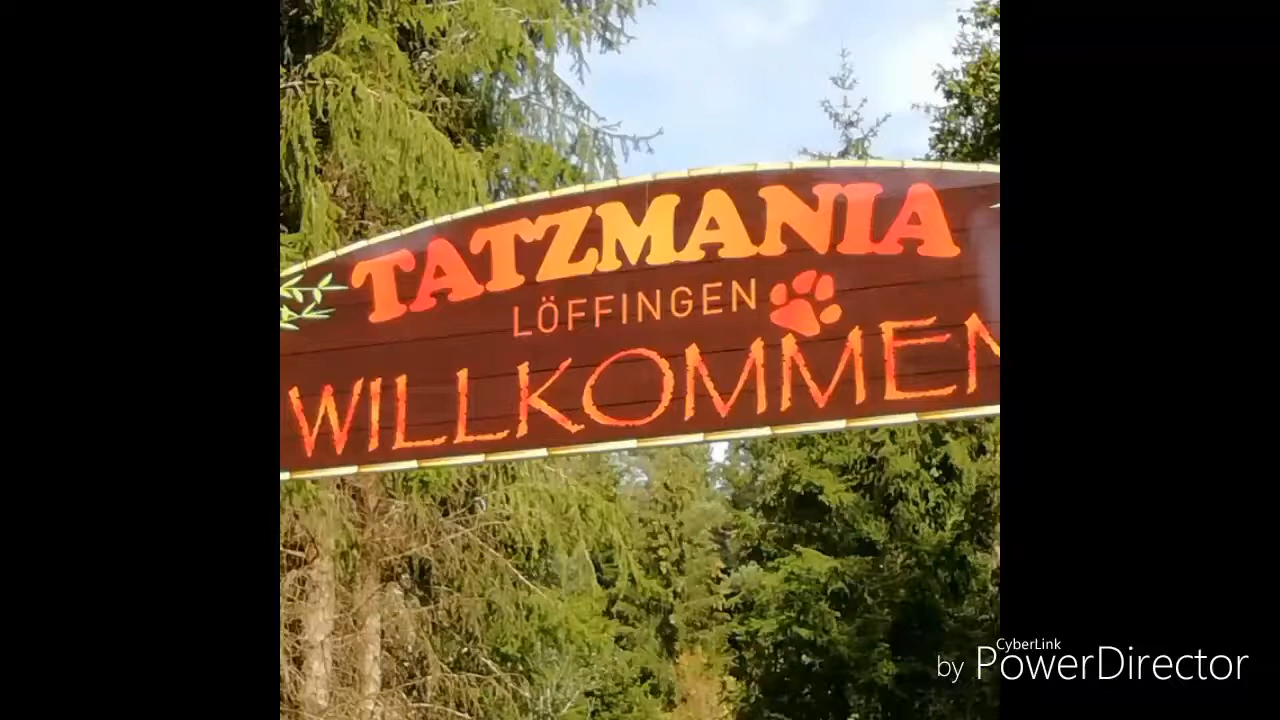 TATZMANIA
LÖFFINGEN
WILLKOMMEN
CyberLink
by PowerDirector